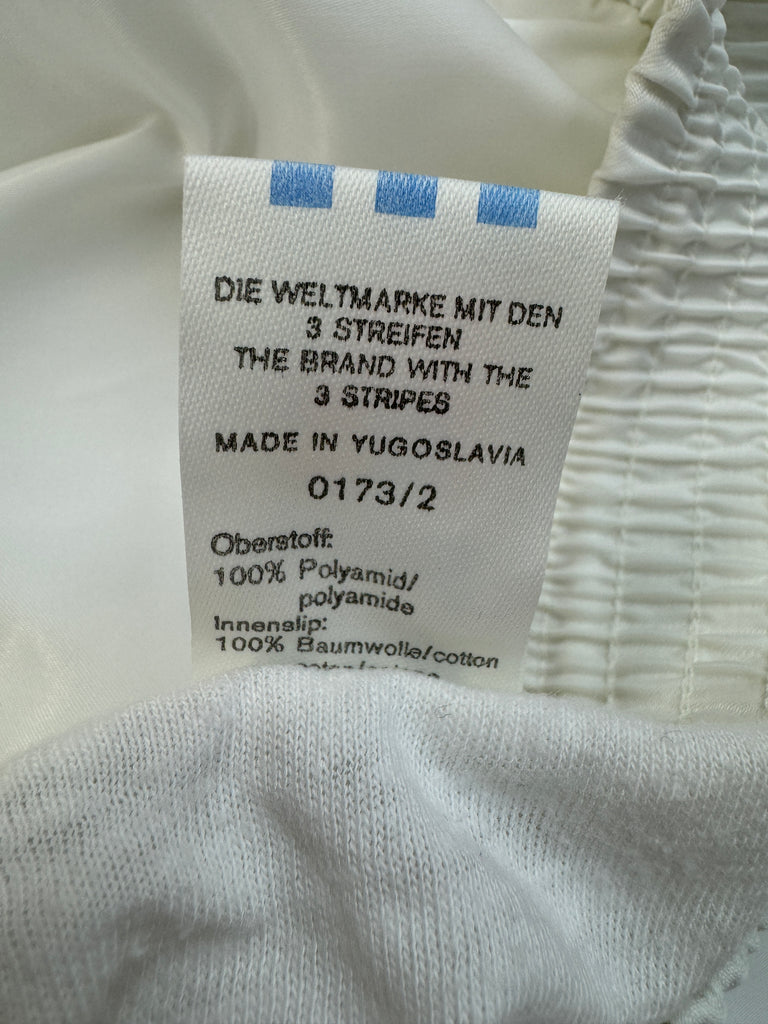 DIE WELTMARKE MIT DEN
3 STREIFEN
THE BRAND WITH THE
3 STRIPES
MADE IN YUGOSLAVIA
0173/2
Oberstoff:
100% Polyamid/
polyamide
Innenslip:
100% Baumwolle/cotton